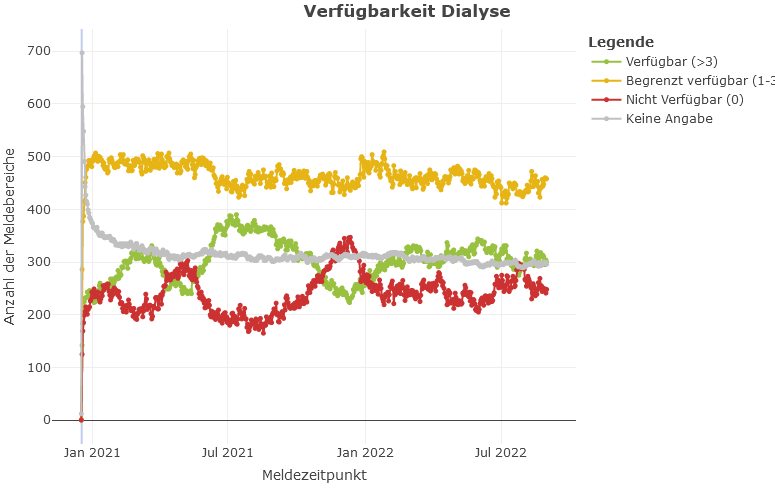 Verfügbarkeit Dialyse
Legende
Verfügbar (>3)
Begrenzt verfügbar (1-3
Nicht Verfügbar (0)
Keine Angabe
Anzahl der Meldebereiche
700
600
500
400
300
200
100
0
Jan 2021
Jul 2021
Jan 2022
Jul 2022
Meldezeitpunkt